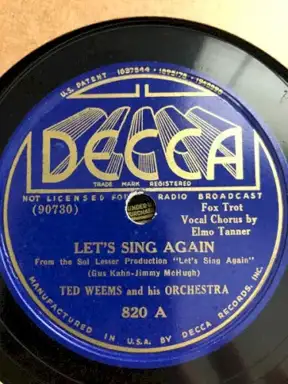 U.S. PATENT 1637544
DECCA
TRADE MARK REGISTERED
NOT LICENSED FOR RADIO BROADCAST
(90730)
Fox Trot
Vocal Chorus by
Elmo Tanner
LET'S SING AGAIN
From the Sol Lesser Production "Let's Sing Again"
(Gus Kahn-Jimmy McHugh)
TED WEEMS and his ORCHESTRA
820 A
MANUFACTURED IN U.S.A. BY DECCA RECORDS, INC.